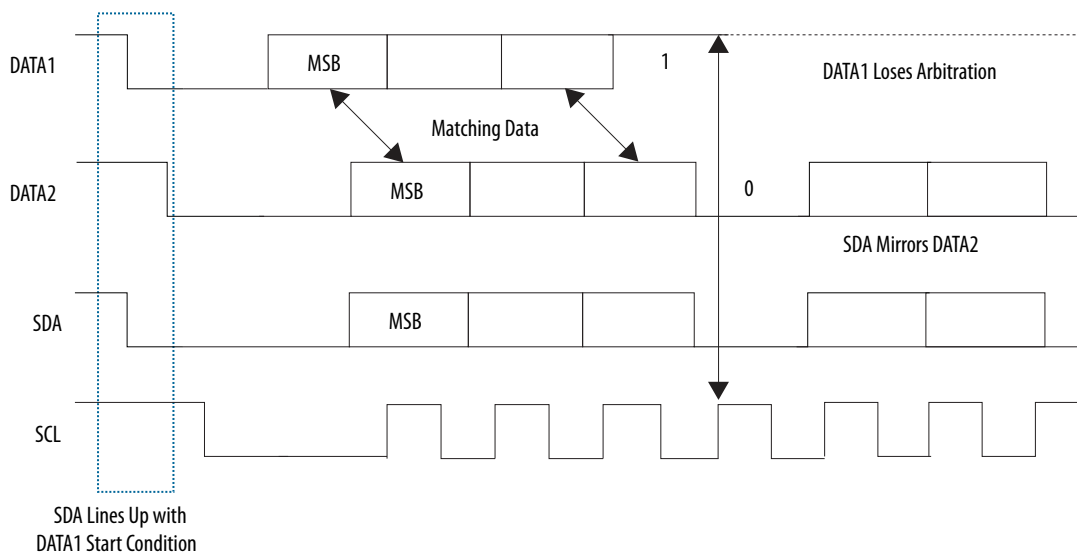 DATA1
MSB
1
DATA1 Loses Arbitration
Matching Data
DATA2
MSB
0
SDA Mirrors DATA2
SDA
MSB
SCL
SDA Lines Up with
DATA1 Start Condition